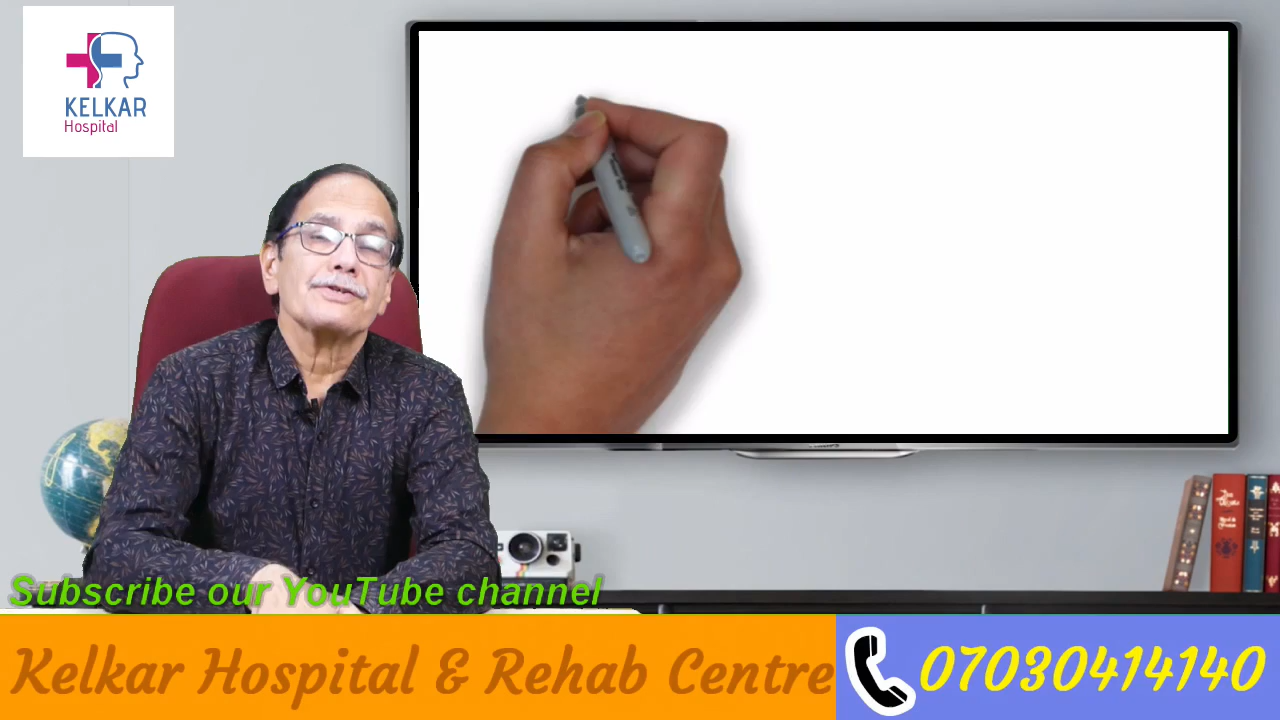 KELKAR
Hospital
Subscribe our YouTube channel
Kelkar Hospital & Rehab Centre
07030414140